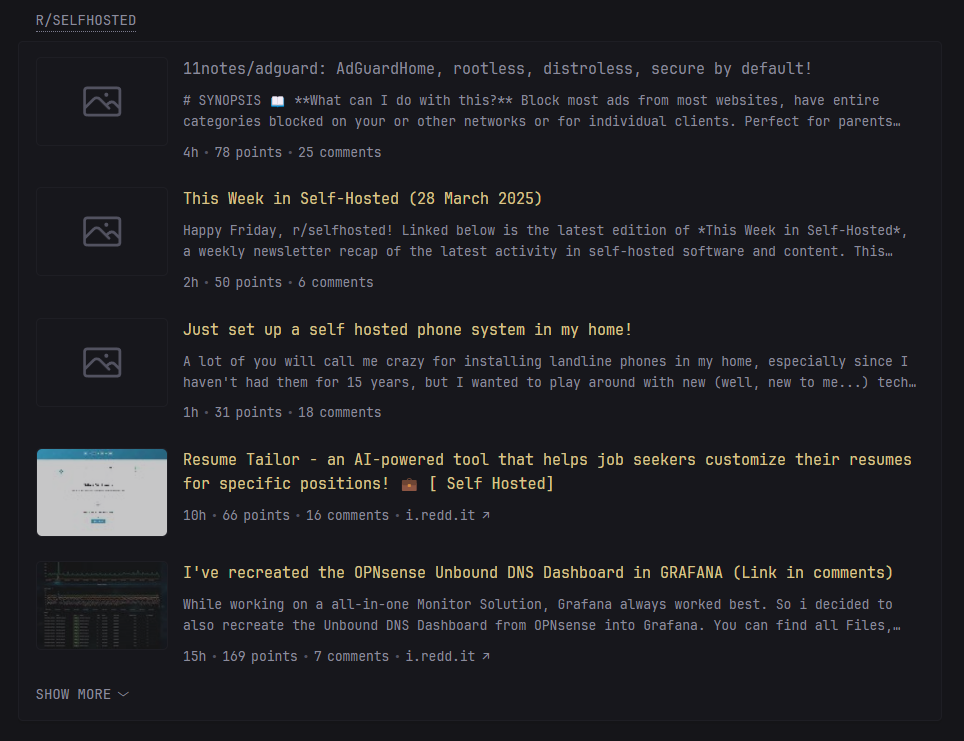 R/SELFHOSTED
11notes/adguard: AdGuardHome, rootless, distroless, secure by default!
# SYNOPSIS 📖 **What can I do with this?** Block most ads from most websites, have entire
categories blocked on your or other networks or for individual clients. Perfect for parents…
4h • 78 points • 25 comments
This Week in Self-Hosted (28 March 2025)
Happy Friday, r/selfhosted! Linked below is the latest edition of *This Week in Self-Hosted*,
a weekly newsletter recap of the latest activity in self-hosted software and content. This…
2h • 50 points • 6 comments
Just set up a self hosted phone system in my home!
A lot of you will call me crazy for installing landline phones in my home, especially since I
haven't had them for 15 years, but I wanted to play around with new (well, new to me...) tech…
1h • 31 points • 18 comments
Resume Tailor - an AI-powered tool that helps job seekers customize their resumes
for specific positions! 💼 [ Self Hosted]
10h • 66 points • 16 comments • i.redd.it ↗
I've recreated the OPNsense Unbound DNS Dashboard in GRAFANA (Link in comments)
While working on a all-in-one Monitor Solution, Grafana always worked best. So i decided to
also recreate the Unbound DNS Dashboard from OPNsense into Grafana. You can find all Files,…
15h • 169 points • 7 comments • i.redd.it ↗
SHOW MORE